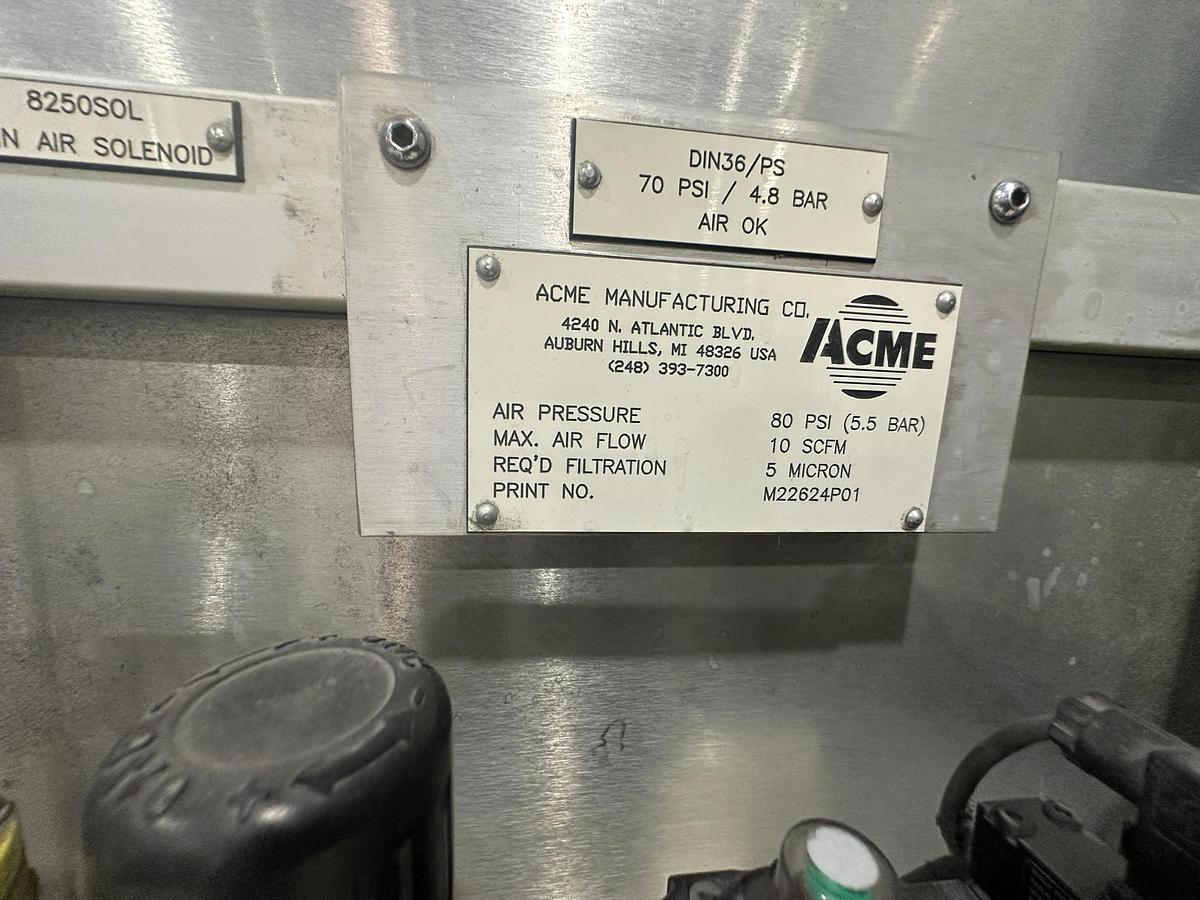 8250SOL
AIR SOLENOID
DIN36/PS
70 PSI / 4.8 BAR
AIR OK
ACME MANUFACTURING CO.
4240 N. ATLANTIC BLVD.
AUBURN HILLS, MI 48326 USA
(248) 393-7300
ACME
AIR PRESSURE 80 PSI (5.5 BAR)
MAX. AIR FLOW 10 SCFM
REQ'D FILTRATION 5 MICRON
PRINT NO. M22624P01